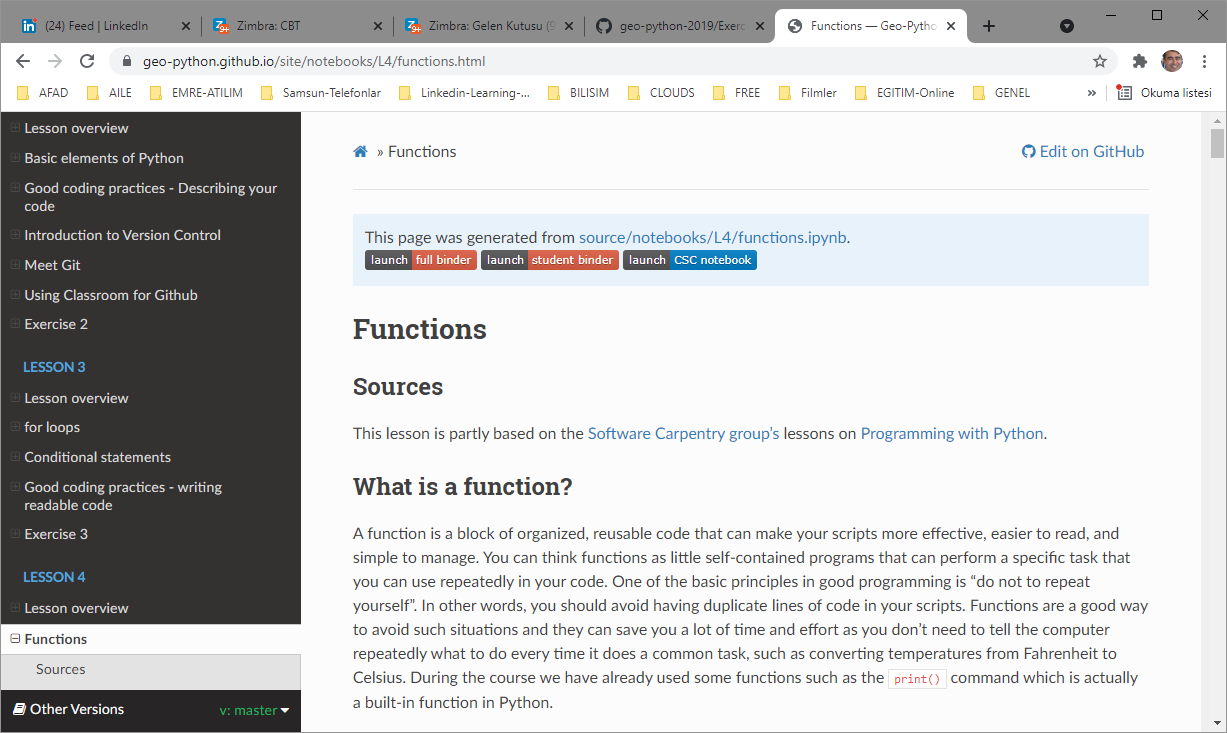 (24) Feed | LinkedIn
Zimbra: CBT
Zimbra: Gelen Kutusu (9
geo-python-2019/Exerc
Functions — Geo-Pytho
geo-python.github.io/site/notebooks/L4/functions.html
AFAD
AILE
EMRE-ATILIM
Samsun-Telefonlar
Linkedin-Learning-...
BILISIM
CLOUDS
FREE
Filmler
EGITIM-Online
GENEL
»
Okuma listesi
Lesson overview
Basic elements of Python
Good coding practices - Describing your
code
Introduction to Version Control
Meet Git
Using Classroom for Github
Exercise 2
LESSON 3
Lesson overview
for loops
Conditional statements
Good coding practices - writing
readable code
Exercise 3
LESSON 4
Lesson overview
Functions
Sources
Other Versions
v: master
» Functions
Edit on GitHub
This page was generated from source/notebooks/L4/functions.ipynb.
launch full binder launch student binder launch CSC notebook
Functions
Sources
This lesson is partly based on the Software Carpentry group’s lessons on Programming with Python.
What is a function?
A function is a block of organized, reusable code that can make your scripts more effective, easier to read, and
simple to manage. You can think functions as little self-contained programs that can perform a specific task that
you can use repeatedly in your code. One of the basic principles in good programming is “do not to repeat
yourself”. In other words, you should avoid having duplicate lines of code in your scripts. Functions are a good way
to avoid such situations and they can save you a lot of time and effort as you don’t need to tell the computer
repeatedly what to do every time it does a common task, such as converting temperatures from Fahrenheit to
Celsius. During the course we have already used some functions such as the print() command which is actually
a built-in function in Python.